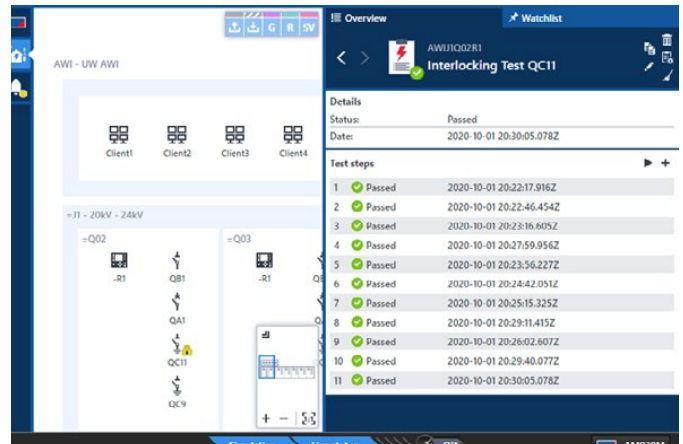 G R SV
Overview
Watchlist
AWIJ1Q02R1
Interlocking Test QC11
AWI - UW AWI
Client1 Client2 Client3 Client4
Details
Status: Passed
Date: 2020-10-01 20:30:05.078Z
Test steps
1 Passed 2020-10-01 20:22:17.916Z
2 Passed 2020-10-01 20:22:46.454Z
3 Passed 2020-10-01 20:23:16.605Z
4 Passed 2020-10-01 20:27:59.956Z
5 Passed 2020-10-01 20:23:56.227Z
6 Passed 2020-10-01 20:24:42.051Z
7 Passed 2020-10-01 20:25:15.325Z
8 Passed 2020-10-01 20:29:11.415Z
9 Passed 2020-10-01 20:26:02.607Z
10 Passed 2020-10-01 20:29:40.077Z
11 Passed 2020-10-01 20:30:05.078Z
=J1 - 20kV - 24kV
=Q02
-R1
QB1
QA1
QC11
QC9
=Q03
-R1